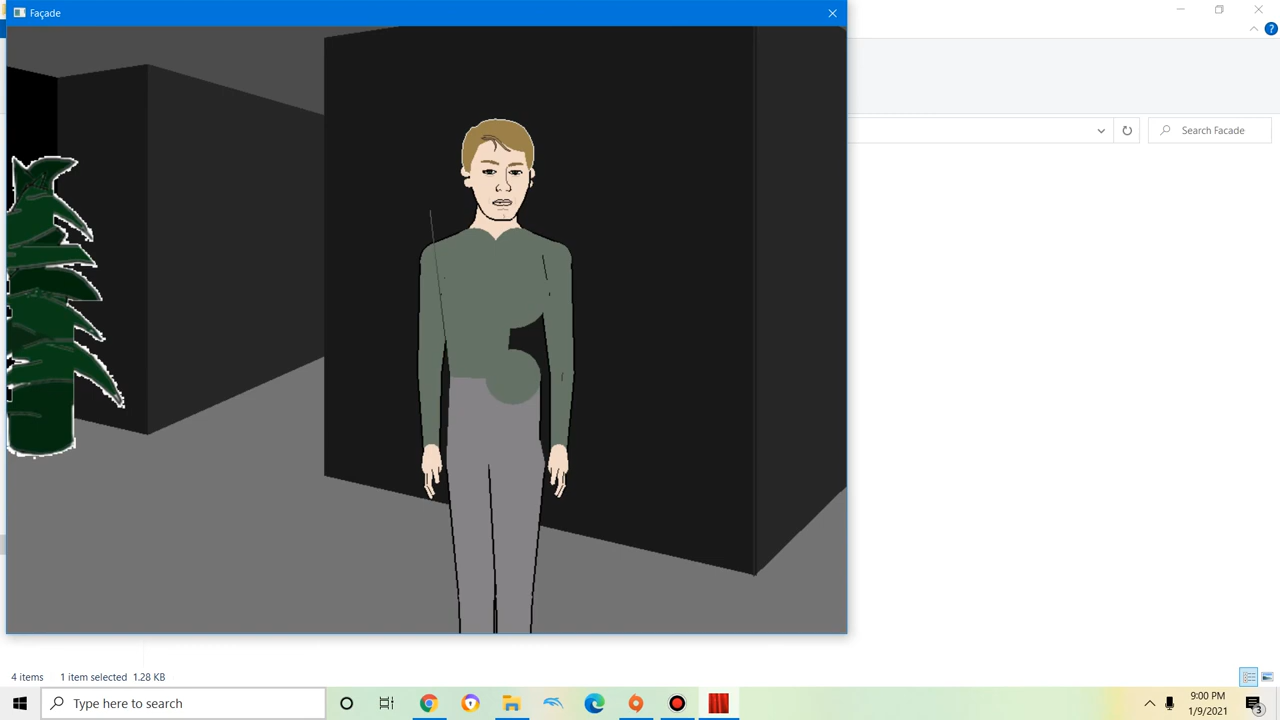 Façade
Search Facade
4 items 1 item selected 1.28 KB
Type here to search
9:00 PM
1/9/2021
3